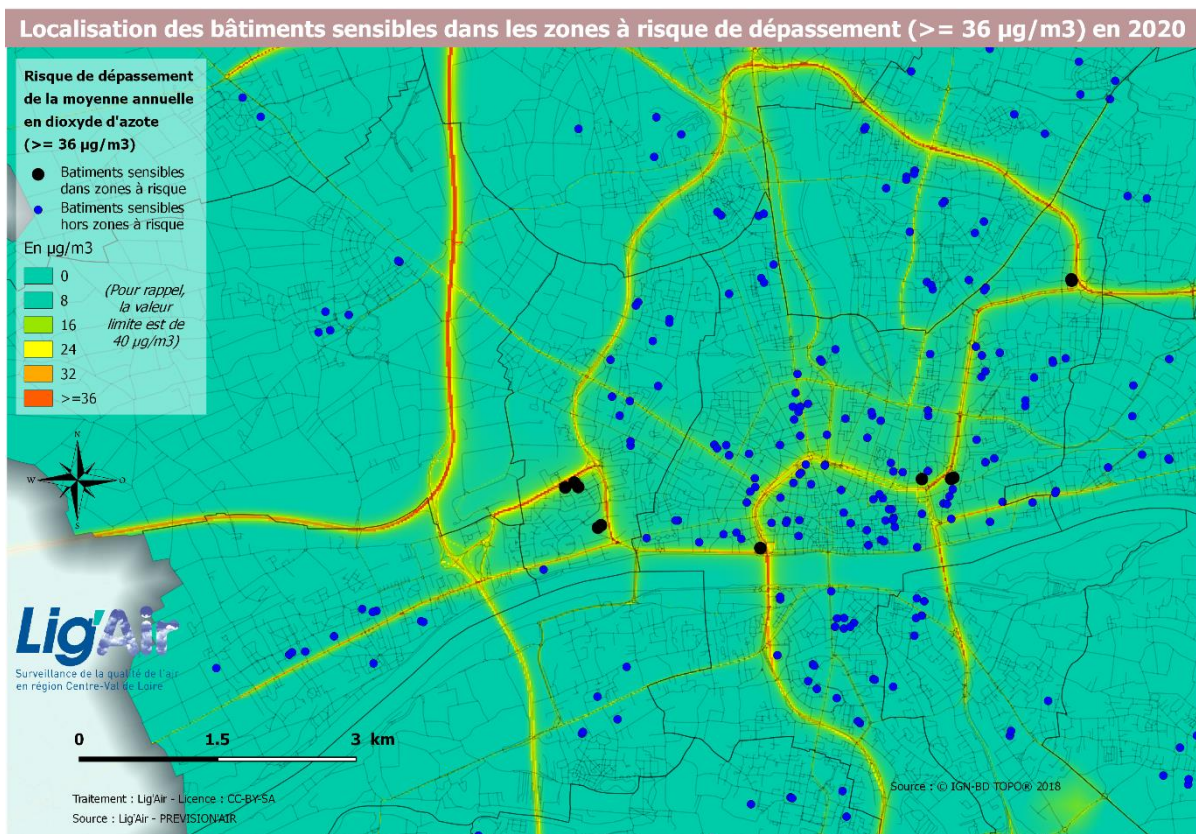 Localisation des bâtiments sensibles dans les zones à risque de dépassement (>= 36 µg/m3) en 2020
Risque de dépassement
de la moyenne annuelle
en dioxyde d'azote
(>= 36 µg/m3)
Batiments sensibles
dans zones à risque
Batiments sensibles
hors zones à risque
En µg/m3
0
8
16
24
32
>=36
(Pour rappel,
la valeur
limite est de
40 µg/m3)
N
W
O
S
Lig'Air
Surveillance de la qualité de l'air
en région Centre-Val de Loire
0 1.5 3 km
Traitement : Lig'Air - Licence : CC-BY-SA
Source : Lig'Air - PREVISION'AIR
Source : © IGN-BD TOPO® 2018